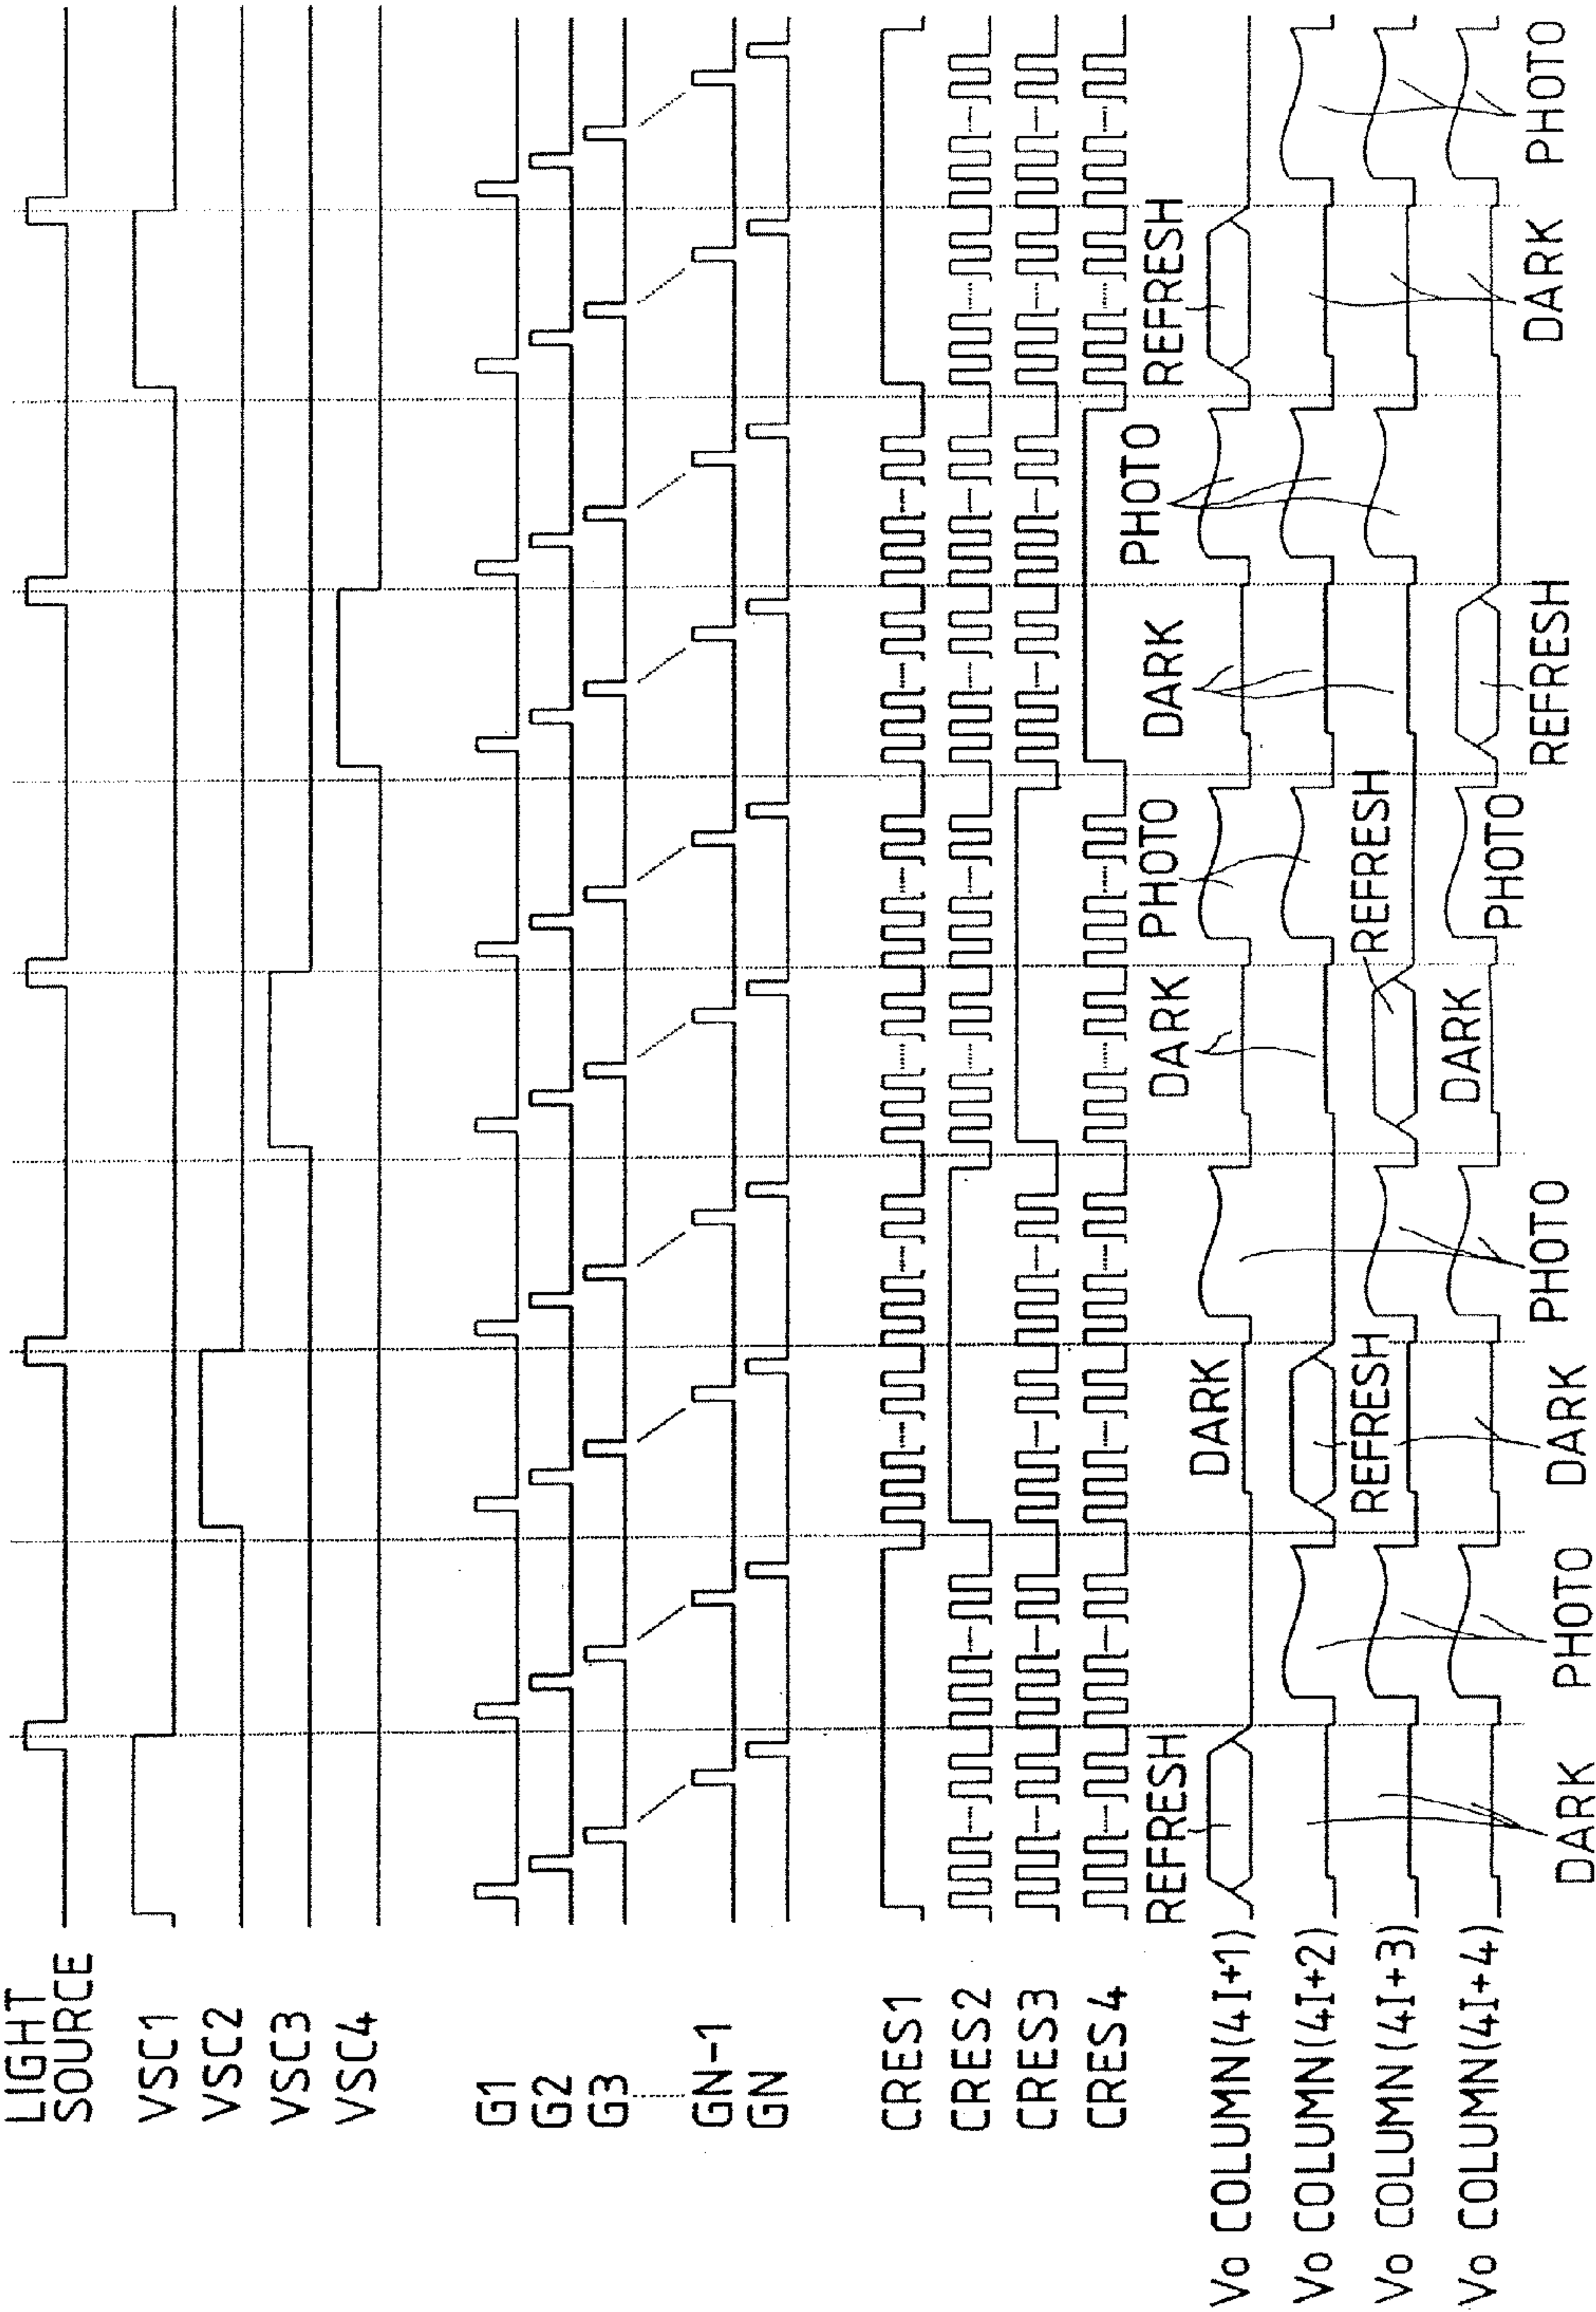 LIGHT
SOURCE
VSC1
VSC2
VSC3
VSC4
G1
G2
G3
GN-1
GN
CRES1
CRES2
CRES3
CRES4
REFRESH
PHOTO
DARK
PHOTO
DARK
DARK
REFRESH
Vo COLUMN(4I+1)
Vo COLUMN(4I+2)
REFRESH
REFRESH
Vo COLUMN(4I+3)
DARK
PHOTO
Vo COLUMN(4I+4)
DARK
PHOTO
DARK
PHOTO
REFRESH
DARK
PHOTO